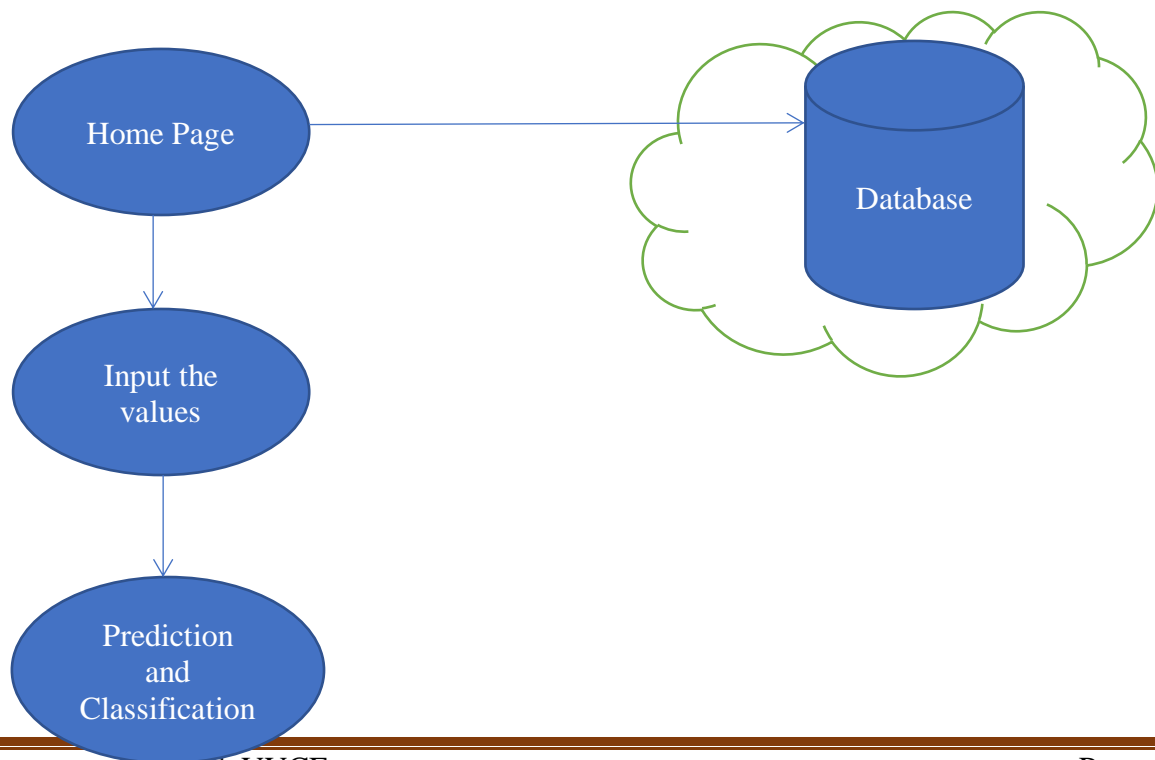 Home Page
Database
Input the
values
Prediction
and
Classification